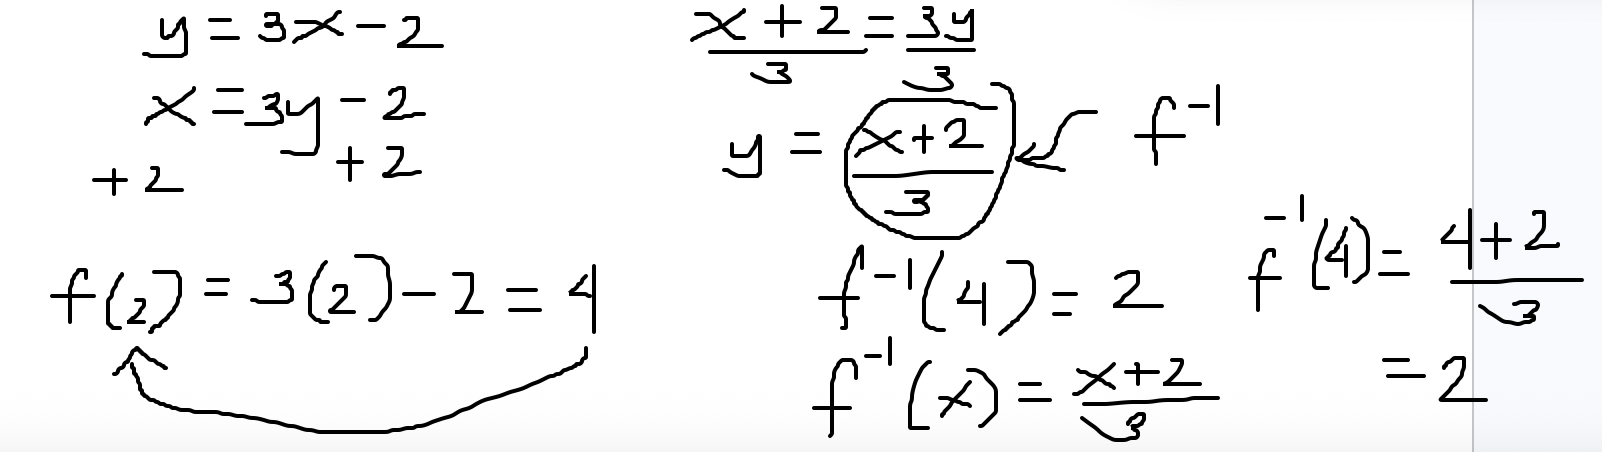 y = 3x - 2
x = 3y - 2
+ 2 + 2
x + 2 = 3y
3 3
y = x + 2
3
f^-1
f(2) = 3(2) - 2 = 4
f^-1(4) = 2
f^-1(x) = x + 2
3
f^-1(4) = 4 + 2
3
= 2